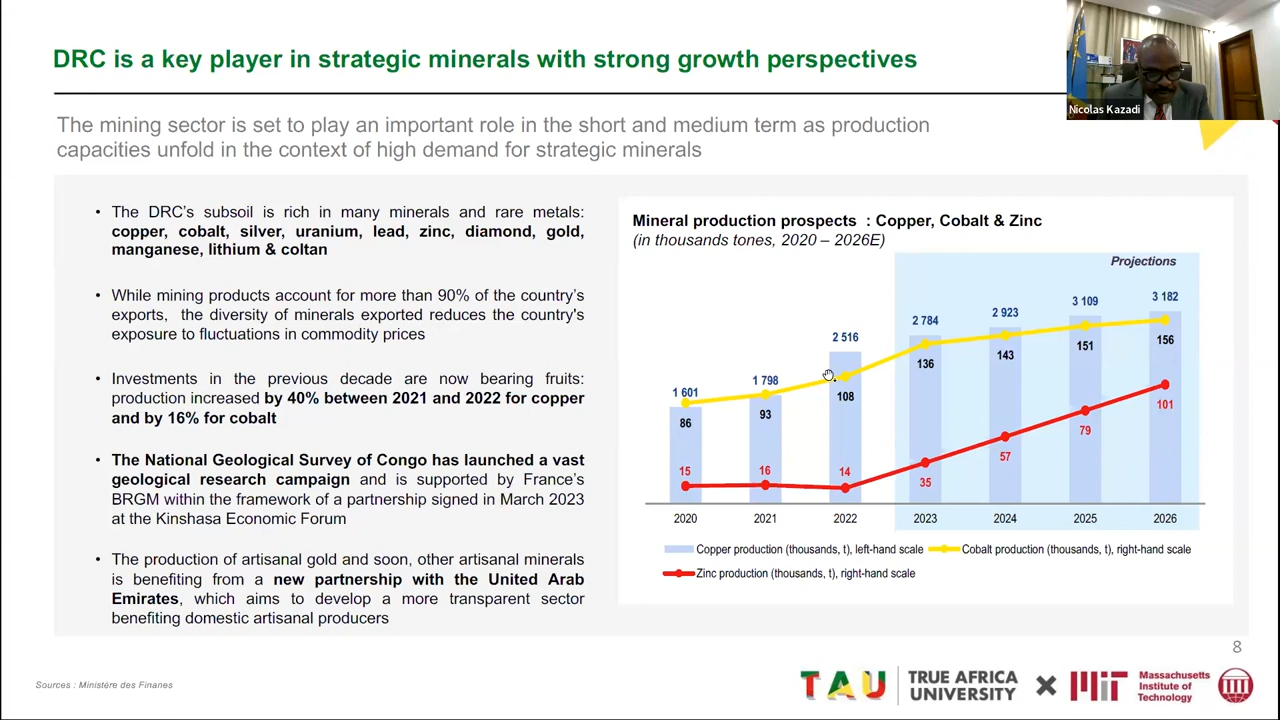 DRC is a key player in strategic minerals with strong growth perspectives
Nicolas Kazadi
The mining sector is set to play an important role in the short and medium term as production
capacities unfold in the context of high demand for strategic minerals
• The DRC's subsoil is rich in many minerals and rare metals:
copper, cobalt, silver, uranium, lead, zinc, diamond, gold,
manganese, lithium & coltan
• While mining products account for more than 90% of the country's
exports, the diversity of minerals exported reduces the country's
exposure to fluctuations in commodity prices
• Investments in the previous decade are now bearing fruits:
production increased by 40% between 2021 and 2022 for copper
and by 16% for cobalt
• The National Geological Survey of Congo has launched a vast
geological research campaign and is supported by France's
BRGM within the framework of a partnership signed in March 2023
at the Kinshasa Economic Forum
• The production of artisanal gold and soon, other artisanal minerals
is benefiting from a new partnership with the United Arab
Emirates, which aims to develop a more transparent sector
benefiting domestic artisanal producers
Mineral production prospects : Copper, Cobalt & Zinc
(in thousands tones, 2020 – 2026E)
Projections
1 601 1 798 2 516 2 784 2 923 3 109 3 182
86 93 108 136 143 151 156
15 16 14 35 57 79 101
2020 2021 2022 2023 2024 2025 2026
Copper production (thousands, t), left-hand scale Cobalt production (thousands, t), right-hand scale
Zinc production (thousands, t), right-hand scale
8
Sources : Ministére des Finanes
TAU TRUE AFRICA
UNIVERSITY
MIT Massachusetts
Institute of
Technology